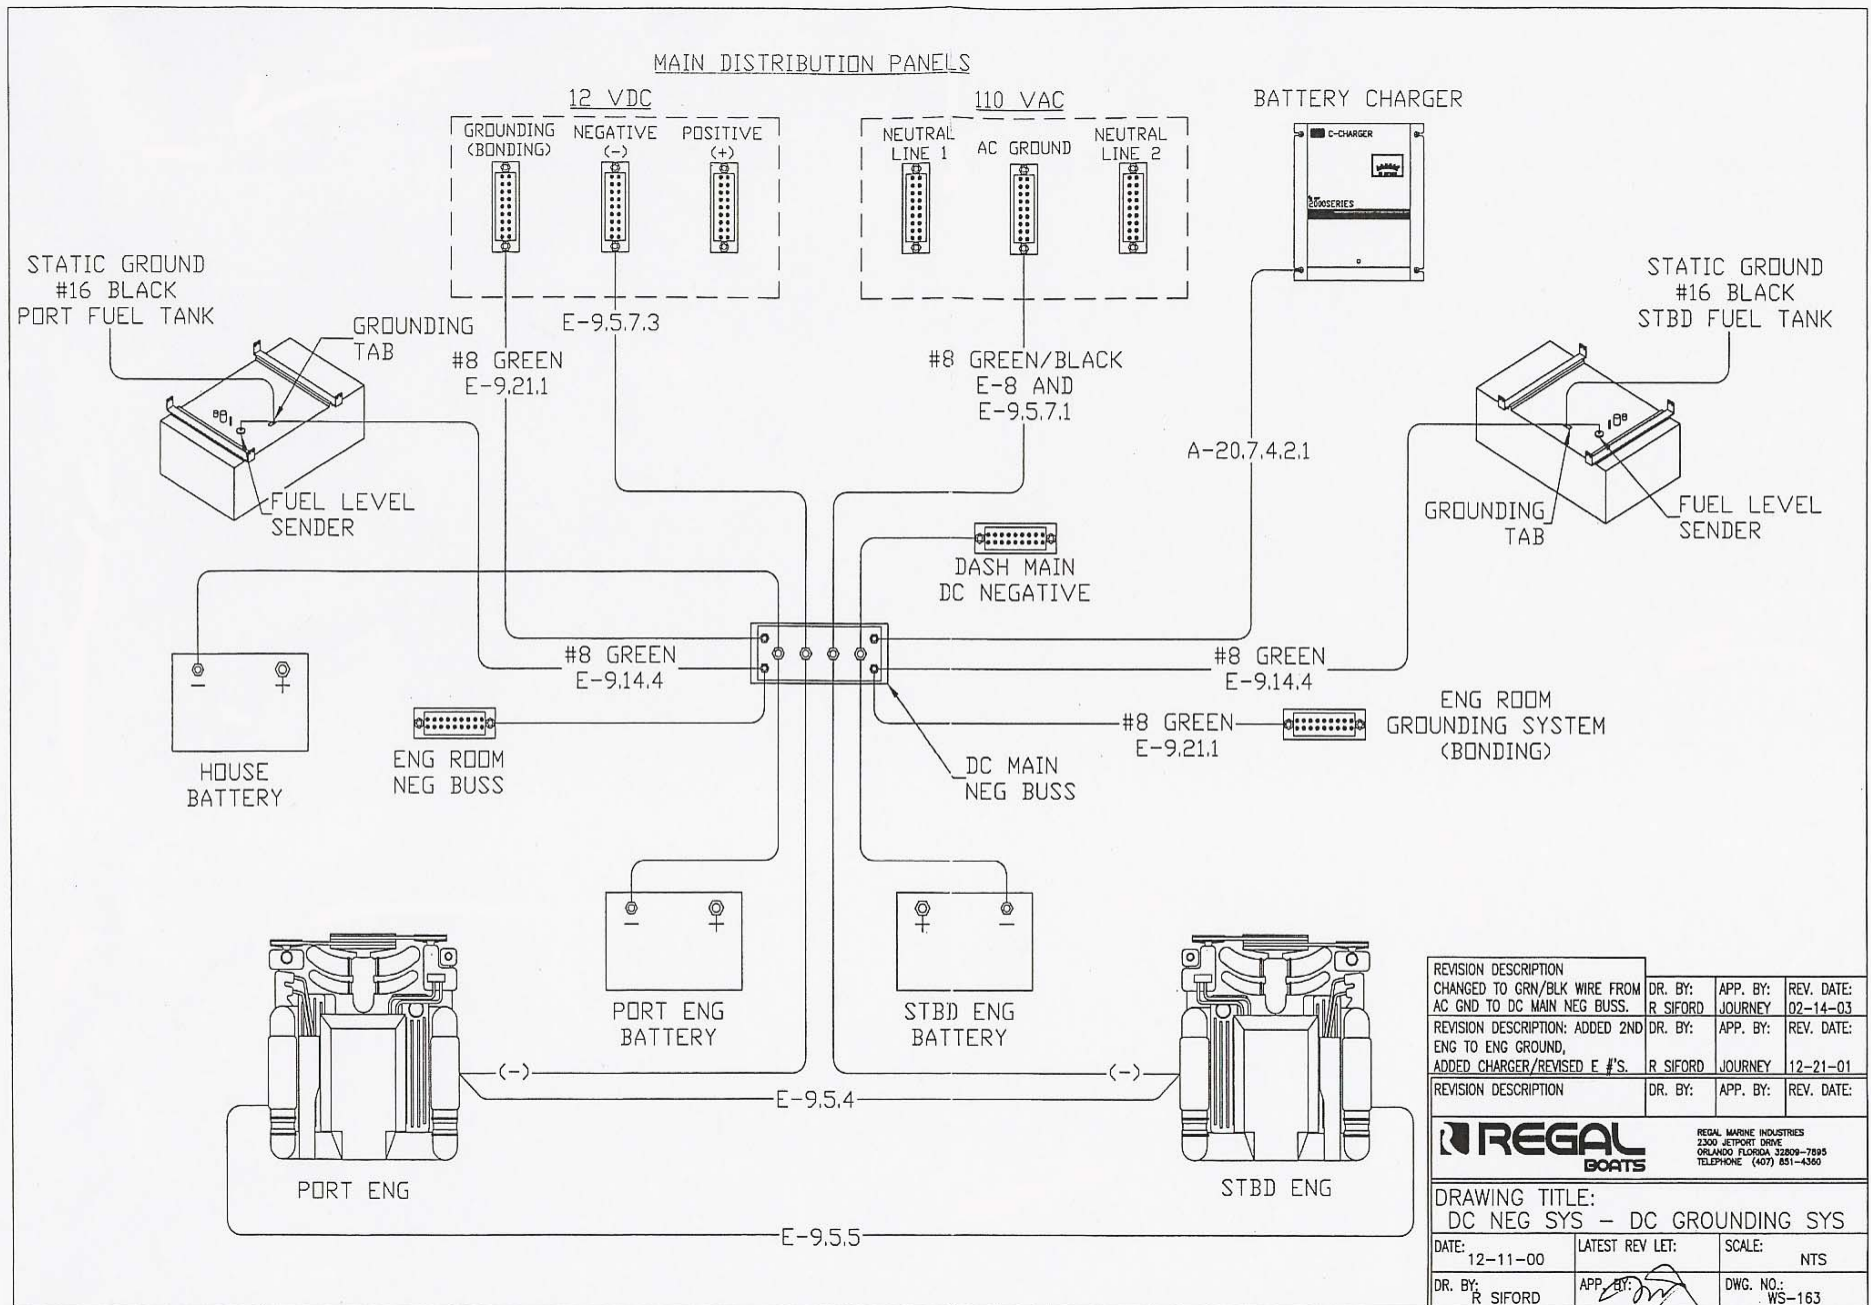 MAIN DISTRIBUTION PANELS
12 VDC
110 VAC
BATTERY CHARGER
GROUNDING
(BONDING)
NEGATIVE
(-)
POSITIVE
(+)
NEUTRAL
LINE 1
AC GROUND
NEUTRAL
LINE 2
C-CHARGER
2000SERIES
STATIC GROUND
#16 BLACK
PORT FUEL TANK
GROUNDING
TAB
FUEL LEVEL
SENDER
#8 GREEN
E-9.21.1
E-9.5.7.3
#8 GREEN/BLACK
E-8 AND
E-9.5.7.1
A-20.7.4.2.1
STATIC GROUND
#16 BLACK
STBD FUEL TANK
GROUNDING
TAB
FUEL LEVEL
SENDER
DASH MAIN
DC NEGATIVE
#8 GREEN
E-9.14.4
#8 GREEN
E-9.14.4
-
+
HOUSE
BATTERY
ENG ROOM
NEG BUSS
DC MAIN
NEG BUSS
#8 GREEN
E-9.21.1
ENG ROOM
GROUNDING SYSTEM
(BONDING)
-
+
PORT ENG
BATTERY
+
-
STBD ENG
BATTERY
(-)
(-)
E-9.5.4
PORT ENG
STBD ENG
E-9.5.5
REVISION DESCRIPTION
CHANGED TO GRN/BLK WIRE FROM
AC GND TO DC MAIN NEG BUSS.
DR. BY:
R SIFORD
APP. BY:
JOURNEY
REV. DATE:
02-14-03
REVISION DESCRIPTION: ADDED 2ND
ENG TO ENG GROUND,
ADDED CHARGER/REVISED E #'S.
DR. BY:
R SIFORD
APP. BY:
JOURNEY
REV. DATE:
12-21-01
REVISION DESCRIPTION
DR. BY:
APP. BY:
REV. DATE:
REGAL
BOATS
REGAL MARINE INDUSTRIES
2300 JETPORT DRIVE
ORLANDO FLORIDA 32809-7895
TELEPHONE (407) 851-4360
DRAWING TITLE:
DC NEG SYS - DC GROUNDING SYS
DATE:
12-11-00
LATEST REV LET:
SCALE:
NTS
DR. BY:
R SIFORD
APP. BY:
DWG. NO.:
WS-163